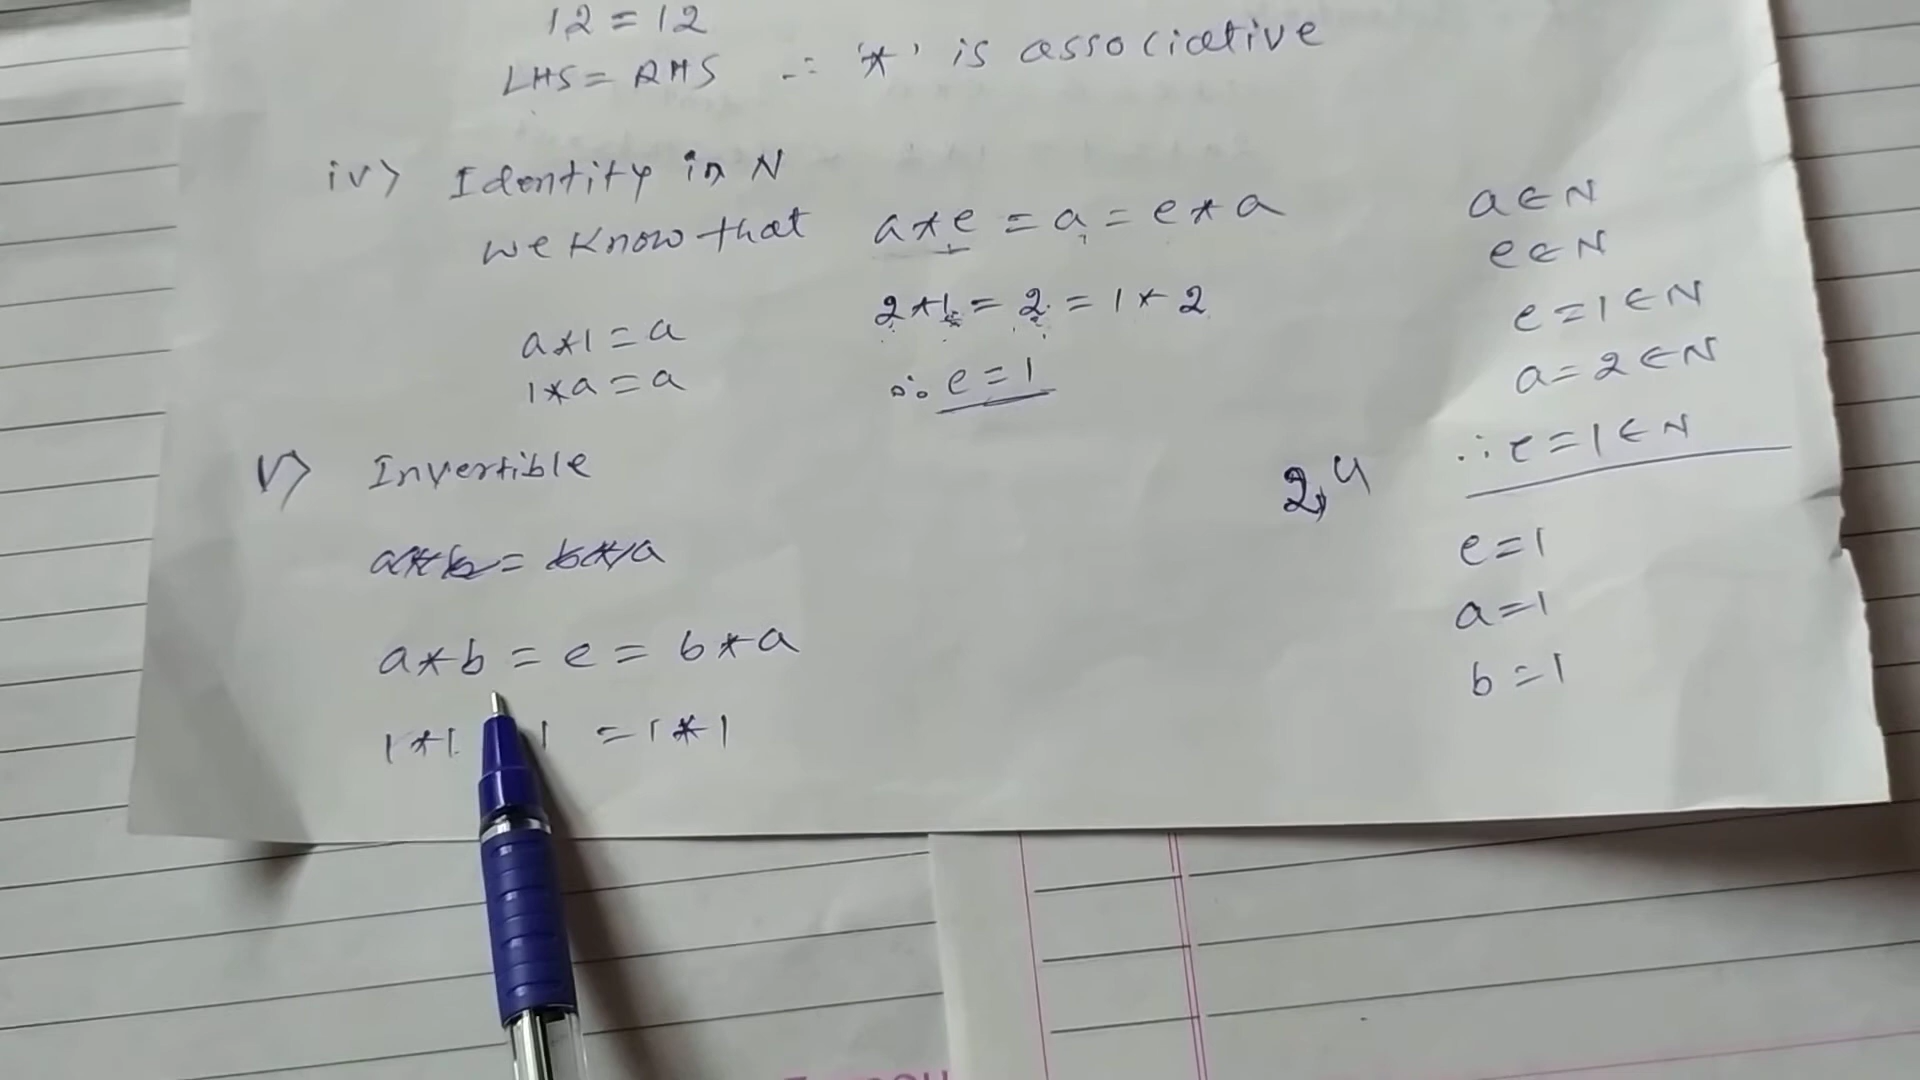 12 = 12
LHS = RHS ∴ '*' is associative
iv) Identity in N
we know that a*e = a = e*a
a*1 = a
1*a = a
2*1 = 2 = 1*2
∴ e = 1
a ∈ N
e ∈ N
e = 1 ∈ N
a = 2 ∈ N
∴ e = 1 ∈ N
V) Invertible
2,4
a*b = b*a
a*b = e = b*a
1*1 1 = 1*1
e = 1
a = 1
b = 1